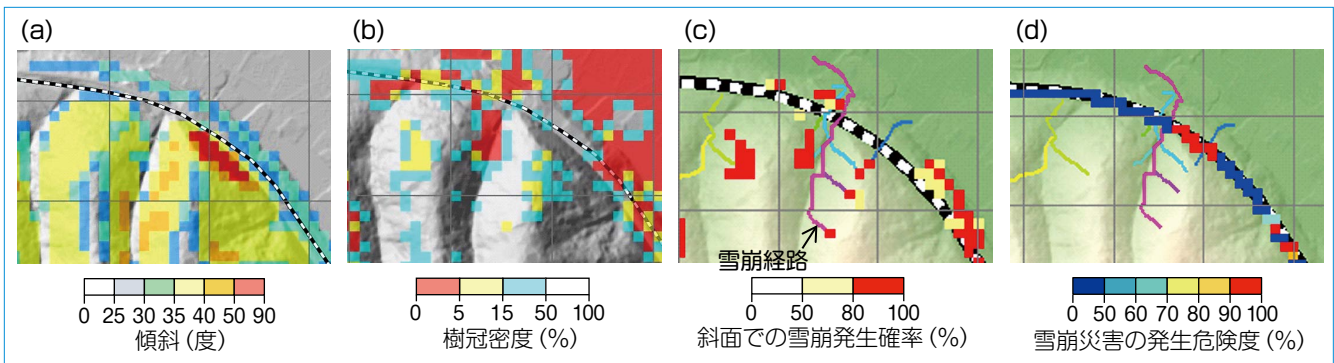 (a)
(b)
(c)
(d)
雪崩経路
0 25 30 35 40 50 90
傾斜 (度)
0 5 15 50 100
樹冠密度 (%)
0 50 80 100
斜面での雪崩発生確率 (%)
0 50 60 70 80 90 100
雪崩災害の発生危険度 (%)